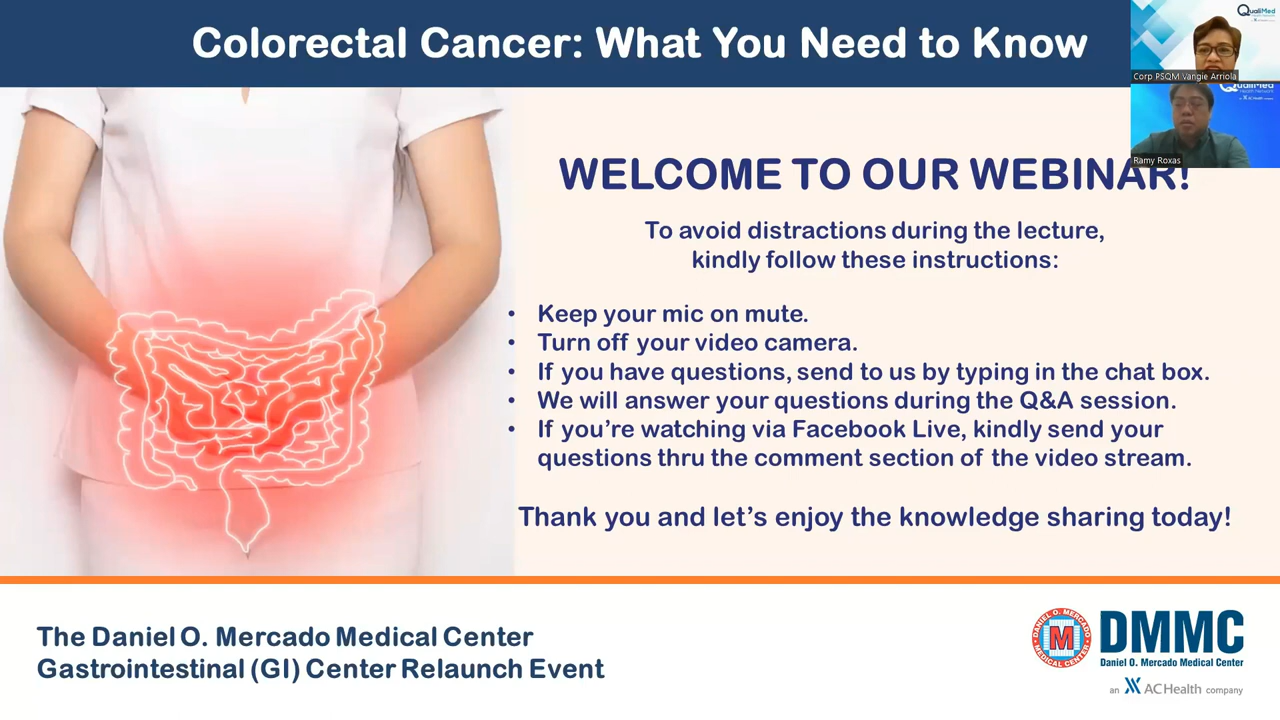 Colorectal Cancer: What You Need to Know
QualiMed
Corp PSQM Vangie Arriola
QualiMed
Ramy Roxas
WELCOME TO OUR WEBINAR!
To avoid distractions during the lecture,
kindly follow these instructions:
• Keep your mic on mute.
• Turn off your video camera.
• If you have questions, send to us by typing in the chat box.
• We will answer your questions during the Q&A session.
• If you’re watching via Facebook Live, kindly send your
questions thru the comment section of the video stream.
Thank you and let’s enjoy the knowledge sharing today!
The Daniel O. Mercado Medical Center
Gastrointestinal (GI) Center Relaunch Event
DANIEL O. MERCADO
M
MEDICAL CENTER
DMMC
Daniel O. Mercado Medical Center
an AC Health company